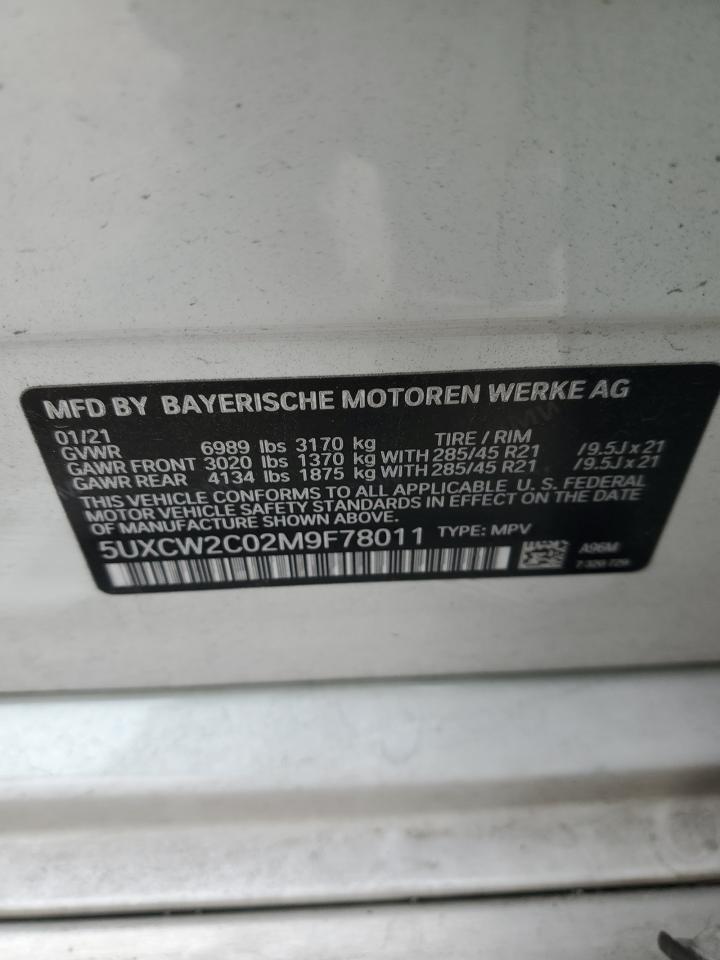 MFD BY BAYERISCHE MOTOREN WERKE AG
01/21 TIRE / RIM
GVWR 6989 lbs 3170 kg
GAWR FRONT 3020 lbs 1370 kg WITH 285/45 R21 /9.5J x 21
GAWR REAR 4134 lbs 1875 kg WITH 285/45 R21 /9.5J x 21
THIS VEHICLE CONFORMS TO ALL APPLICABLE U.S. FEDERAL
MOTOR VEHICLE SAFETY STANDARDS IN EFFECT ON THE DATE
OF MANUFACTURE SHOWN ABOVE.
5UXCW2C02M9F78011 TYPE: MPV
A96M